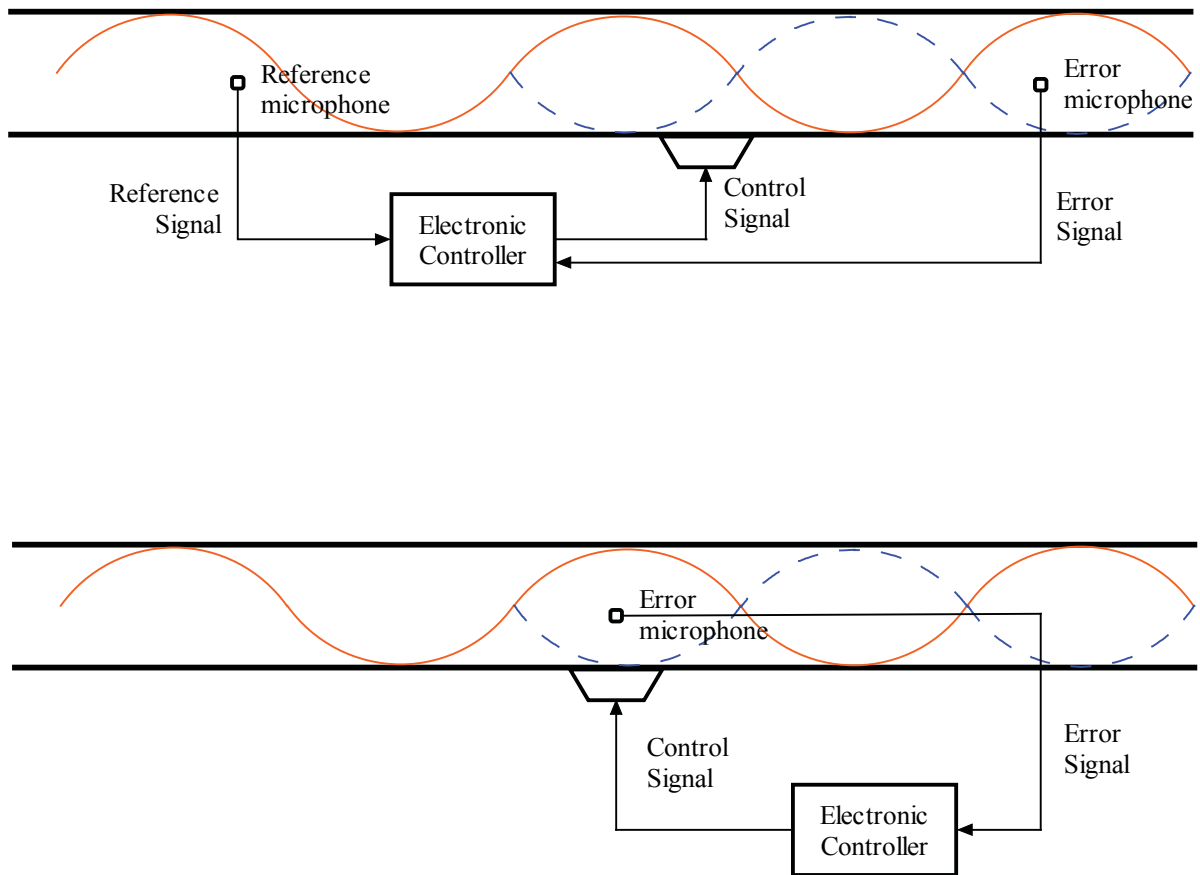 Reference
microphone
Error
microphone
Reference
Signal
Electronic
Controller
Control
Signal
Error
Signal
Error
microphone
Control
Signal
Electronic
Controller
Error
Signal